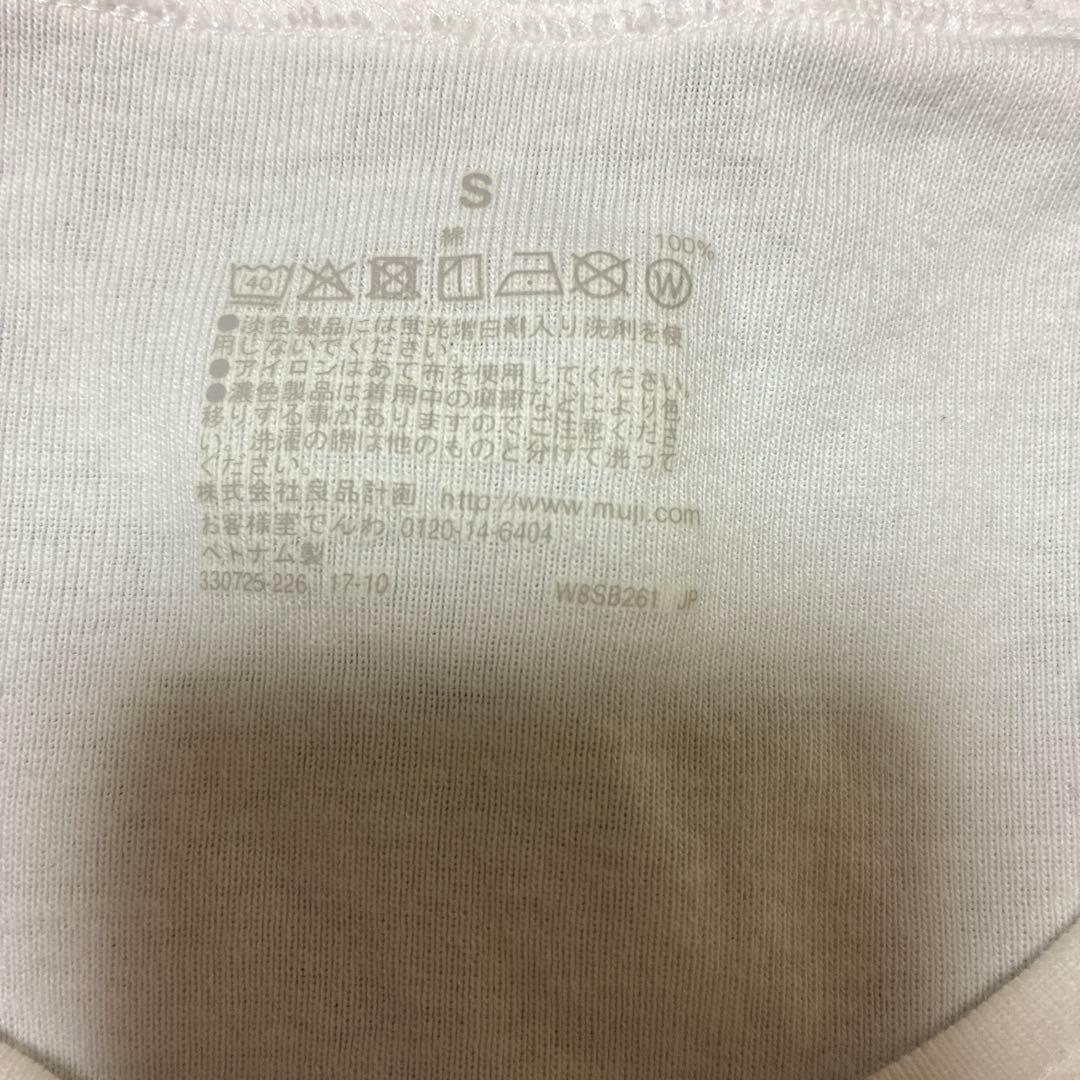 S
綿 100%
40 W
●淡色製品には蛍光増白剤入り洗剤を使
用しないでください。
●アイロンはあて布を使用してください。
●濃色製品は着用中の摩擦などにより色
移りする事がありますのでご注意くださ
い。洗濯の際は他のものと分けて洗って
ください。
株式会社良品計画 http://www.muji.com
お客様室でんわ 0120-14-6404
ベトナム製
330725-226 17-10 W8SB261 JP